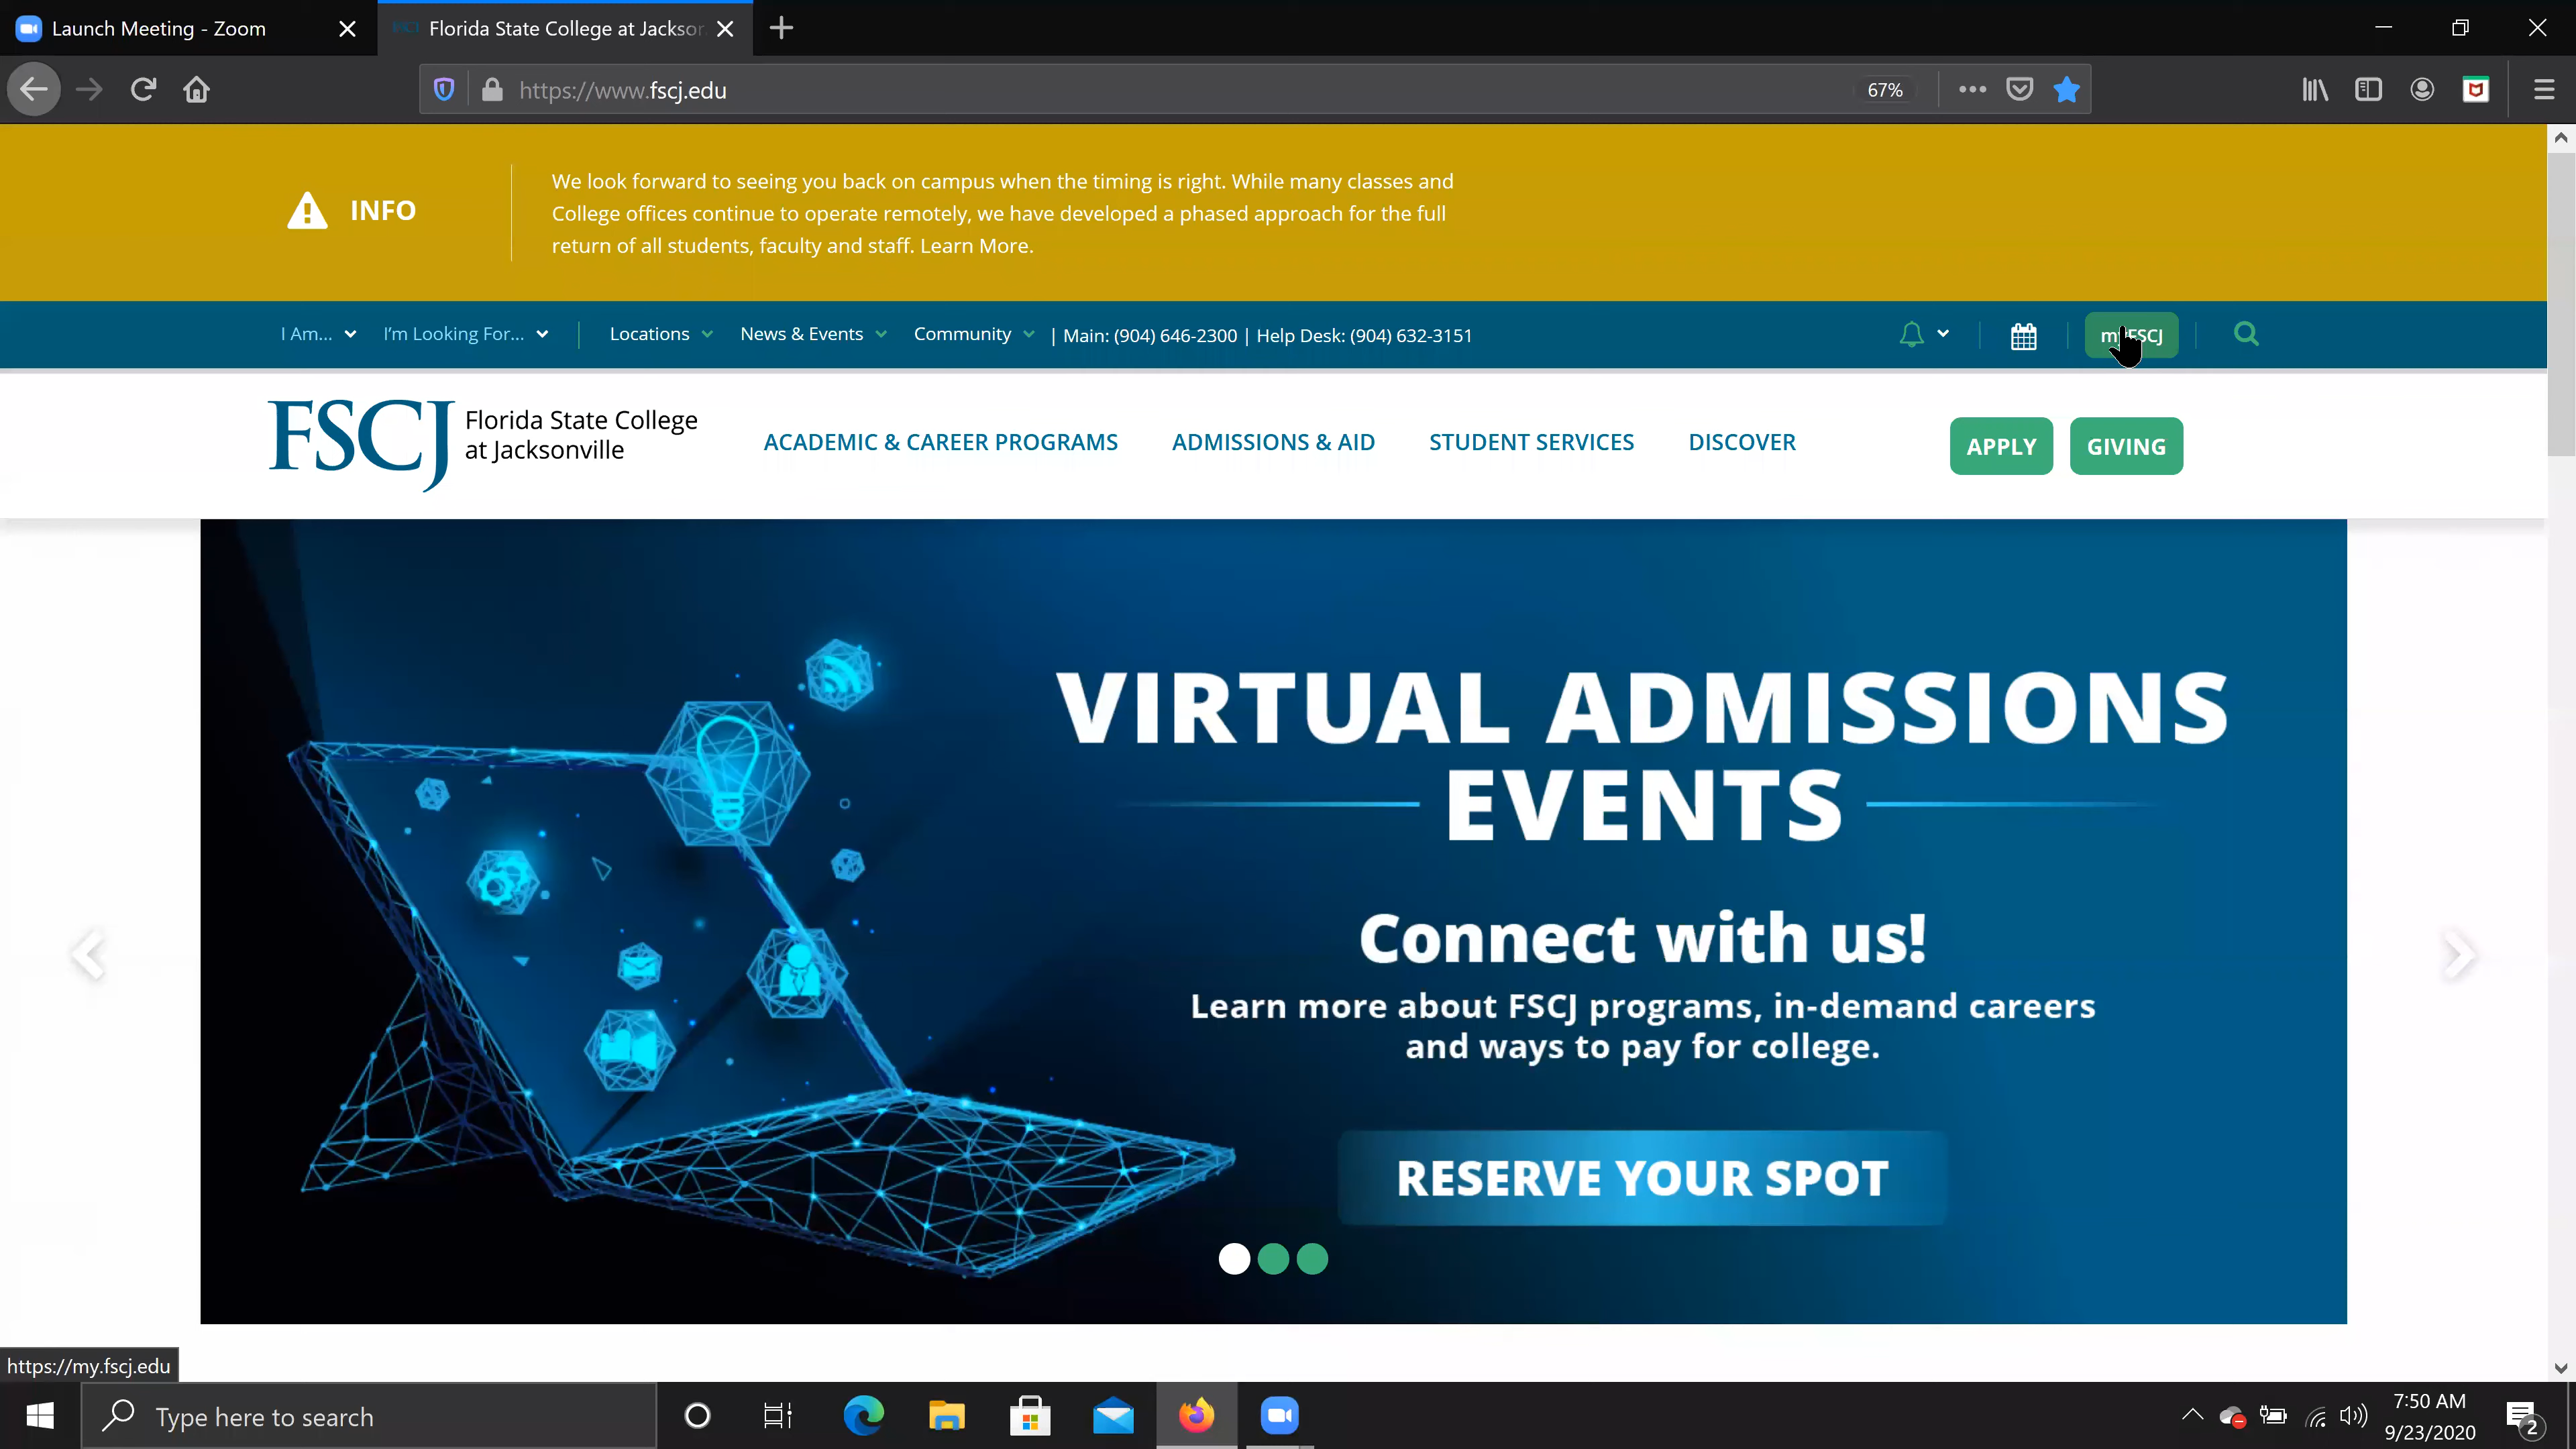 Launch Meeting - Zoom
Florida State College at Jackson
https://www.fscj.edu
67%
INFO
We look forward to seeing you back on campus when the timing is right. While many classes and
College offices continue to operate remotely, we have developed a phased approach for the full
return of all students, faculty and staff. Learn More.
I Am...
I'm Looking For...
Locations
News & Events
Community
| Main: (904) 646-2300 | Help Desk: (904) 632-3151
myFSCJ
FSCJ
Florida State College
at Jacksonville
ACADEMIC & CAREER PROGRAMS
ADMISSIONS & AID
STUDENT SERVICES
DISCOVER
APPLY
GIVING
VIRTUAL ADMISSIONS
EVENTS
Connect with us!
Learn more about FSCJ programs, in-demand careers
and ways to pay for college.
RESERVE YOUR SPOT
https://my.fscj.edu
Type here to search
7:50 AM
9/23/2020
2